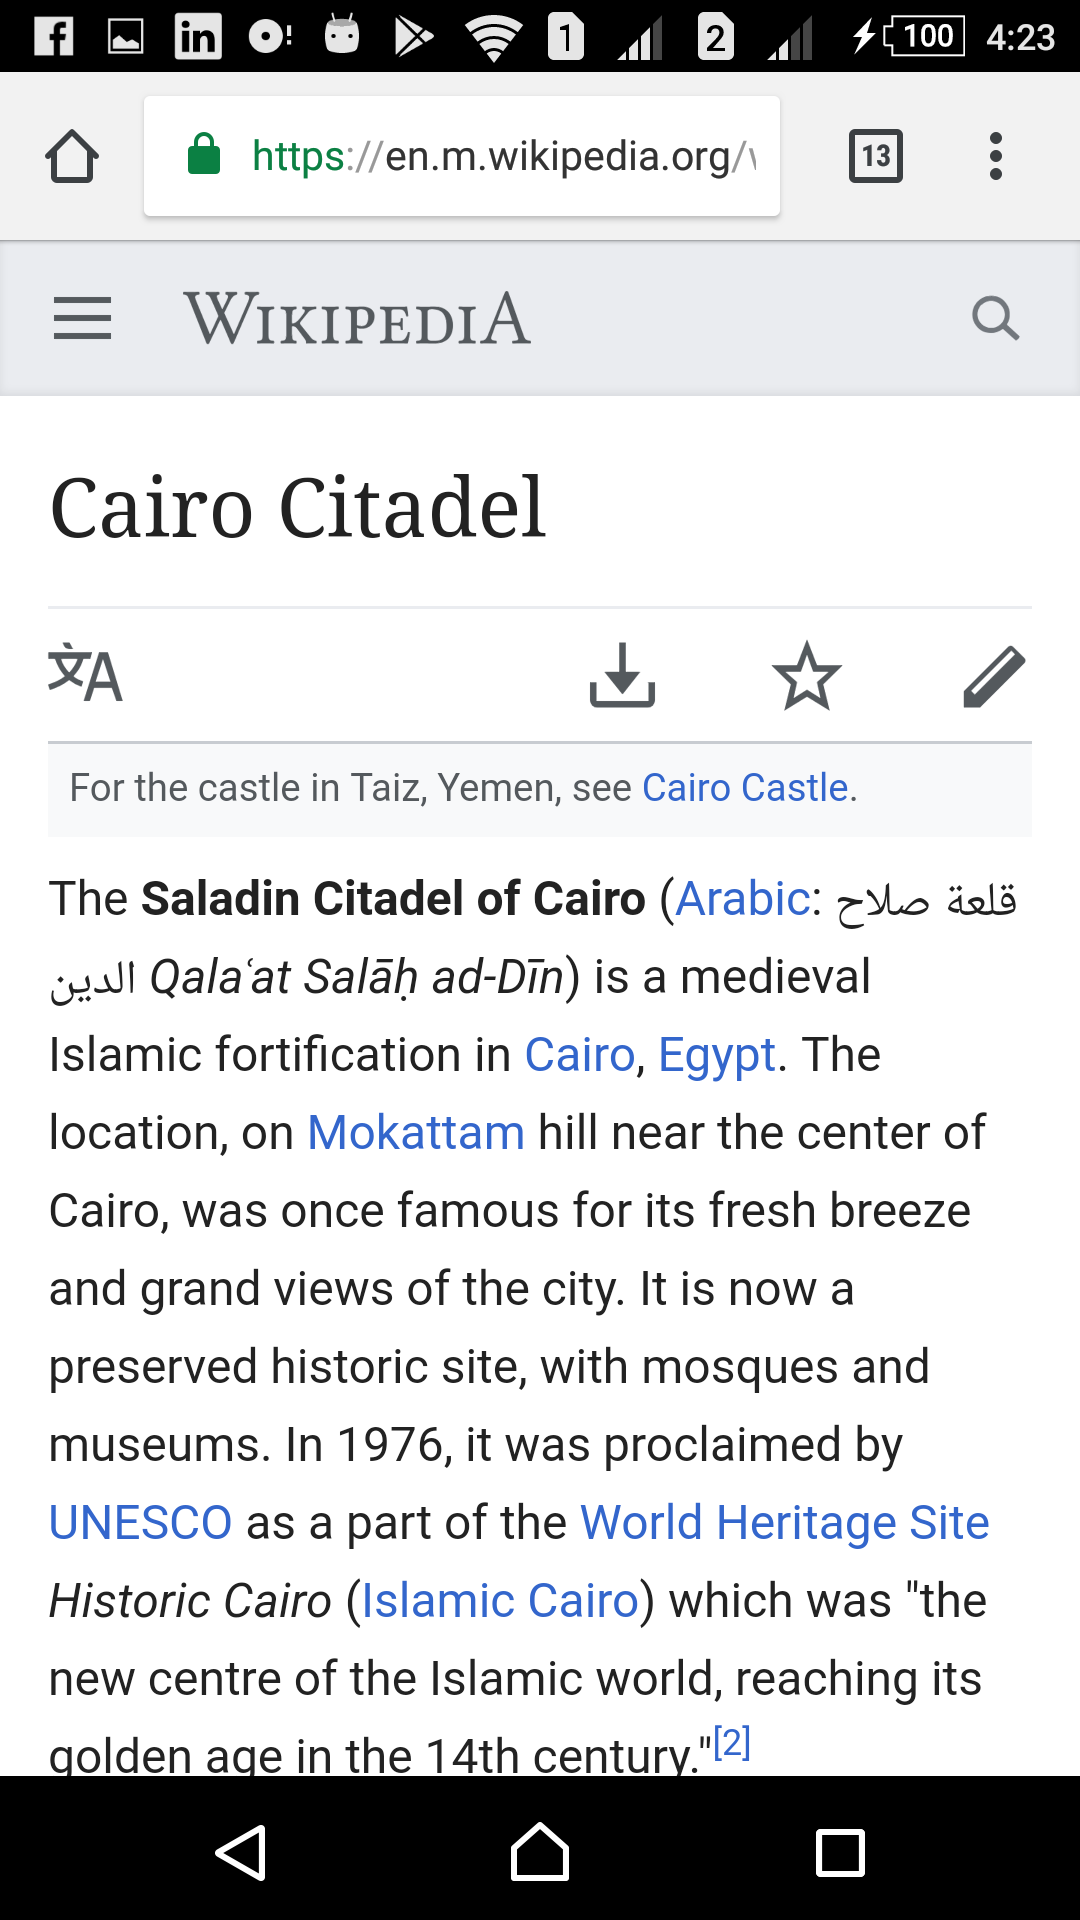 1 2 100 4:23
https://en.m.wikipedia.org/ 13
WIKIPEDIA
Cairo Citadel
For the castle in Taiz, Yemen, see Cairo Castle.
The Saladin Citadel of Cairo (Arabic: قلعة صلاح
الدين Qalaʿat Salāḥ ad-Dīn) is a medieval
Islamic fortification in Cairo, Egypt. The
location, on Mokattam hill near the center of
Cairo, was once famous for its fresh breeze
and grand views of the city. It is now a
preserved historic site, with mosques and
museums. In 1976, it was proclaimed by
UNESCO as a part of the World Heritage Site
Historic Cairo (Islamic Cairo) which was "the
new centre of the Islamic world, reaching its
golden age in the 14th century."[2]